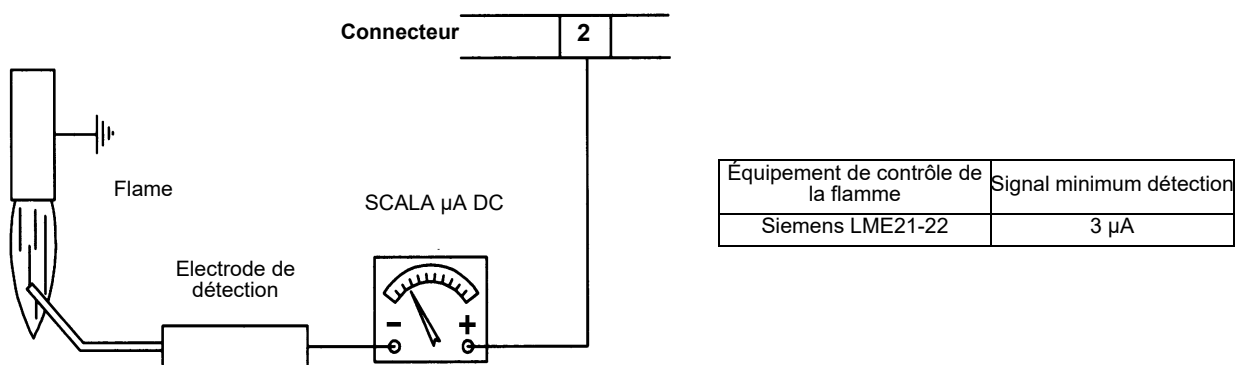 Connecteur
2
Flame
SCALA µA DC
Electrode de
détection
- +
Équipement de contrôle de
la flamme
Signal minimum détection
Siemens LME21-22
3 µA